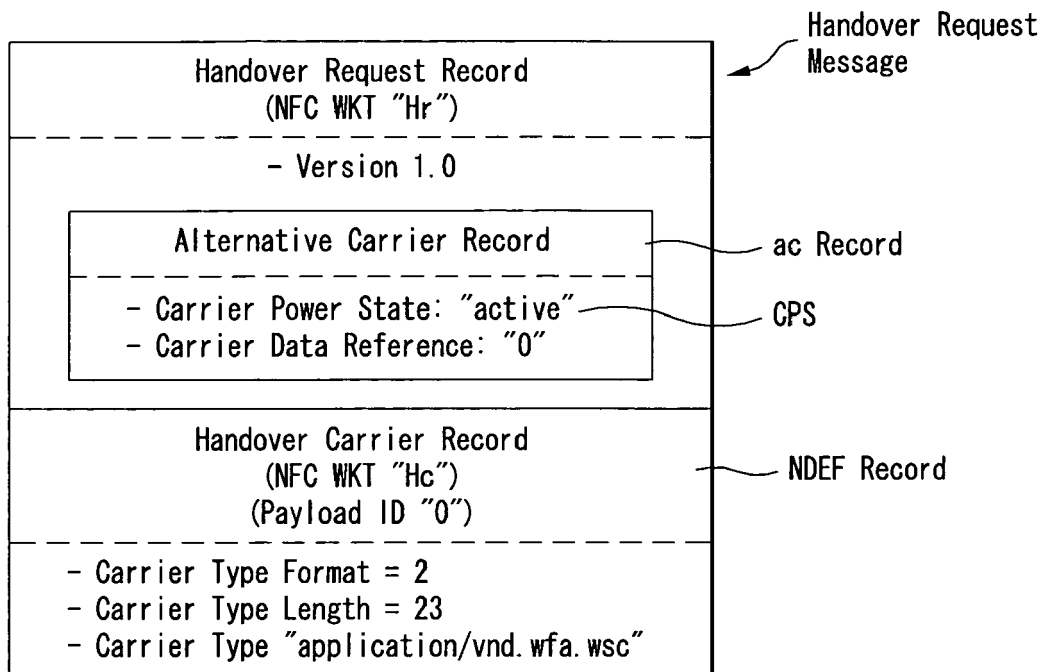 Handover Request
Message
Handover Request Record
(NFC WKT "Hr")
- Version 1.0
Alternative Carrier Record
ac Record
- Carrier Power State: "active"
CPS
- Carrier Data Reference: "0"
Handover Carrier Record
(NFC WKT "Hc")
NDEF Record
(Payload ID "0")
- Carrier Type Format = 2
- Carrier Type Length = 23
- Carrier Type "application/vnd.wfa.wsc"